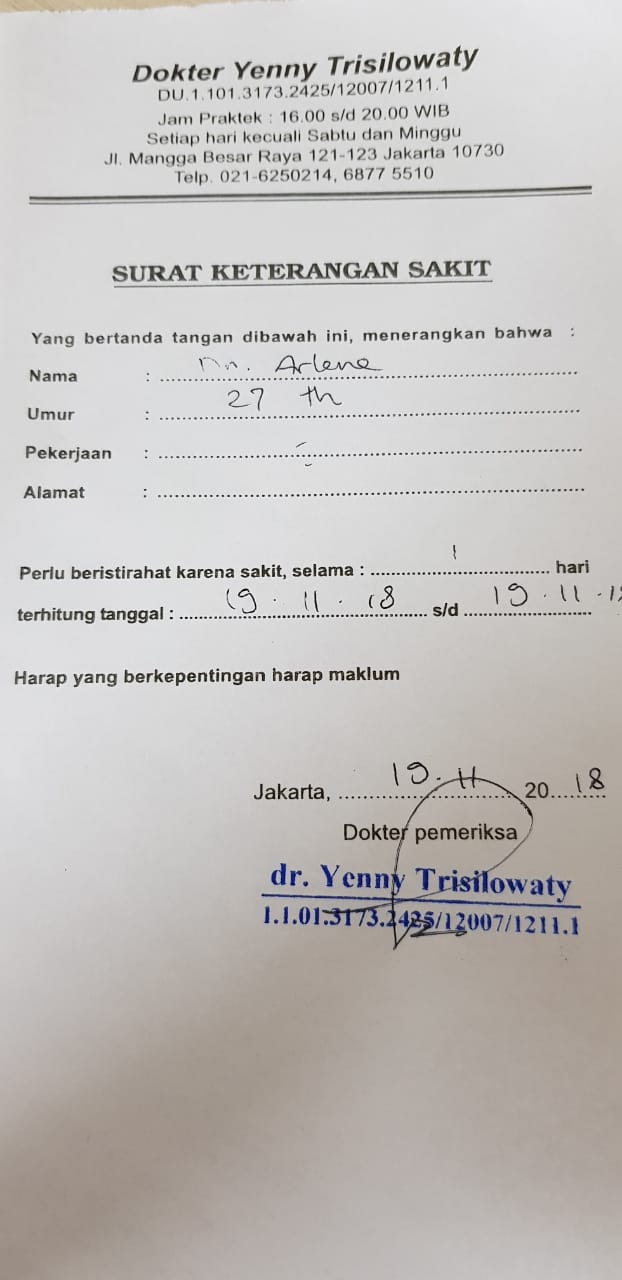 Dokter Yenny Trisilowaty
DU.1.101.3173.2425/12007/1211.1
Jam Praktek : 16.00 s/d 20.00 WIB
Setiap hari kecuali Sabtu dan Minggu
Jl. Mangga Besar Raya 121-123 Jakarta 10730
Telp. 021-6250214, 6877 5510
SURAT KETERANGAN SAKIT
Yang bertanda tangan dibawah ini, menerangkan bahwa :
Nama : Nn. Arlene
Umur : 27 th
Pekerjaan : -
Alamat :
Perlu beristirahat karena sakit, selama : 1 hari
terhitung tanggal : 19 . 11 . 18 s/d 19 . 11 .
Harap yang berkepentingan harap maklum
Jakarta, 19. 11 2018
Dokter pemeriksa
dr. Yenny Trisilowaty
1.1.01.3173.2425/12007/1211.1